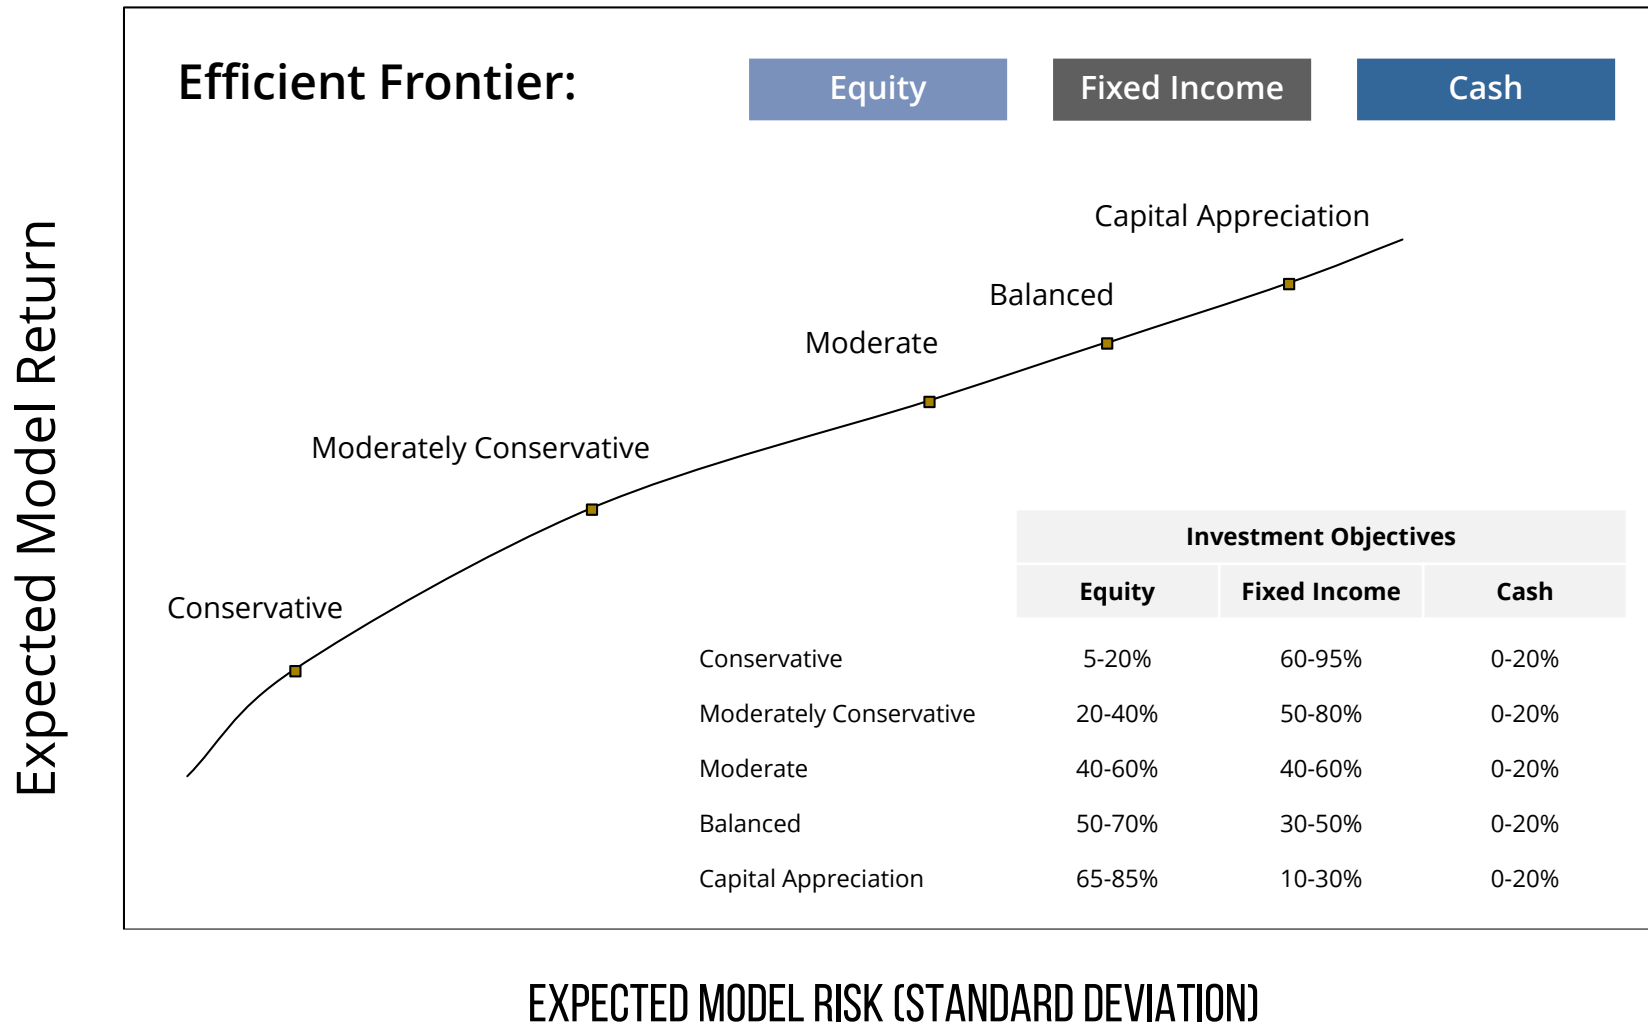 Efficient Frontier:
Equity
Fixed Income
Cash
Expected Model Return
Capital Appreciation
Balanced
Moderate
Moderately Conservative
Conservative
Investment Objectives
Equity Fixed Income Cash
Conservative 5-20% 60-95% 0-20%
Moderately Conservative 20-40% 50-80% 0-20%
Moderate 40-60% 40-60% 0-20%
Balanced 50-70% 30-50% 0-20%
Capital Appreciation 65-85% 10-30% 0-20%
EXPECTED MODEL RISK (STANDARD DEVIATION)